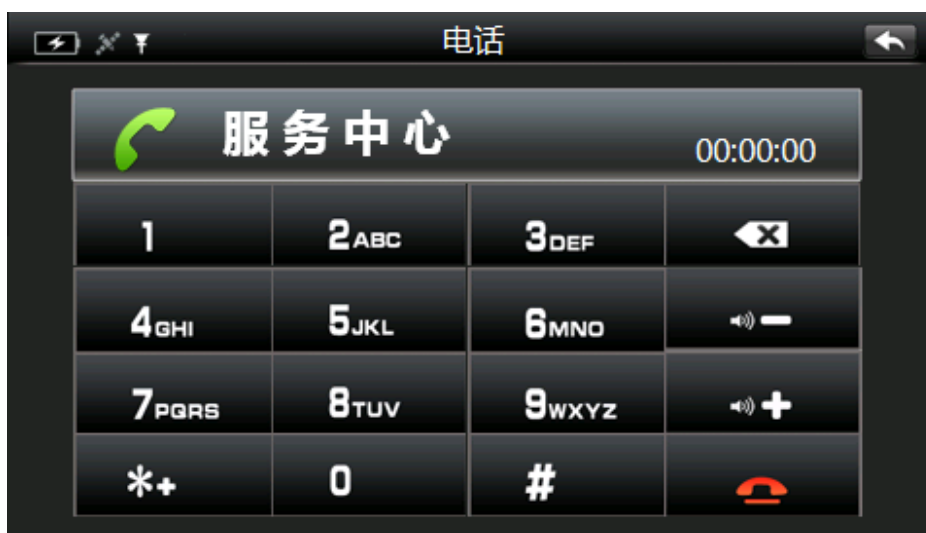 电话
服务中心 00:00:00
1 2ABC 3DEF
4GHI 5JKL 6MNO
7PQRS 8TUV 9WXYZ
*+ 0 #